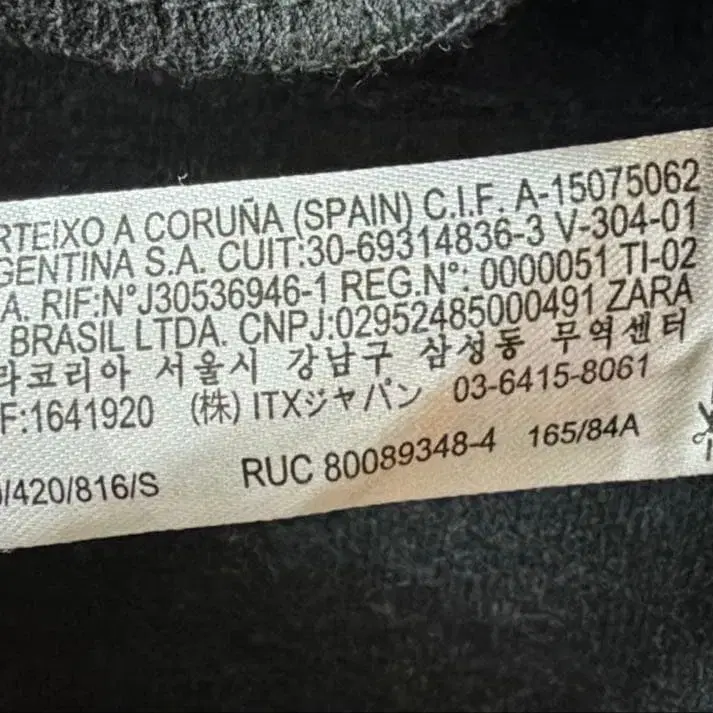 RTEIXO A CORUÑA (SPAIN) C.I.F. A-15075062
GENTINA S.A. CUIT:30-69314836-3 V-304-01
A. RIF:N°J30536946-1 REG.N°: 0000051 TI-02
BRASIL LTDA. CNPJ:02952485000491 ZARA
라코리아 서울시 강남구 삼성동 무역센터
F:1641920 (株) ITXジャパン 03-6415-8061
/420/816/S RUC 80089348-4 165/84A